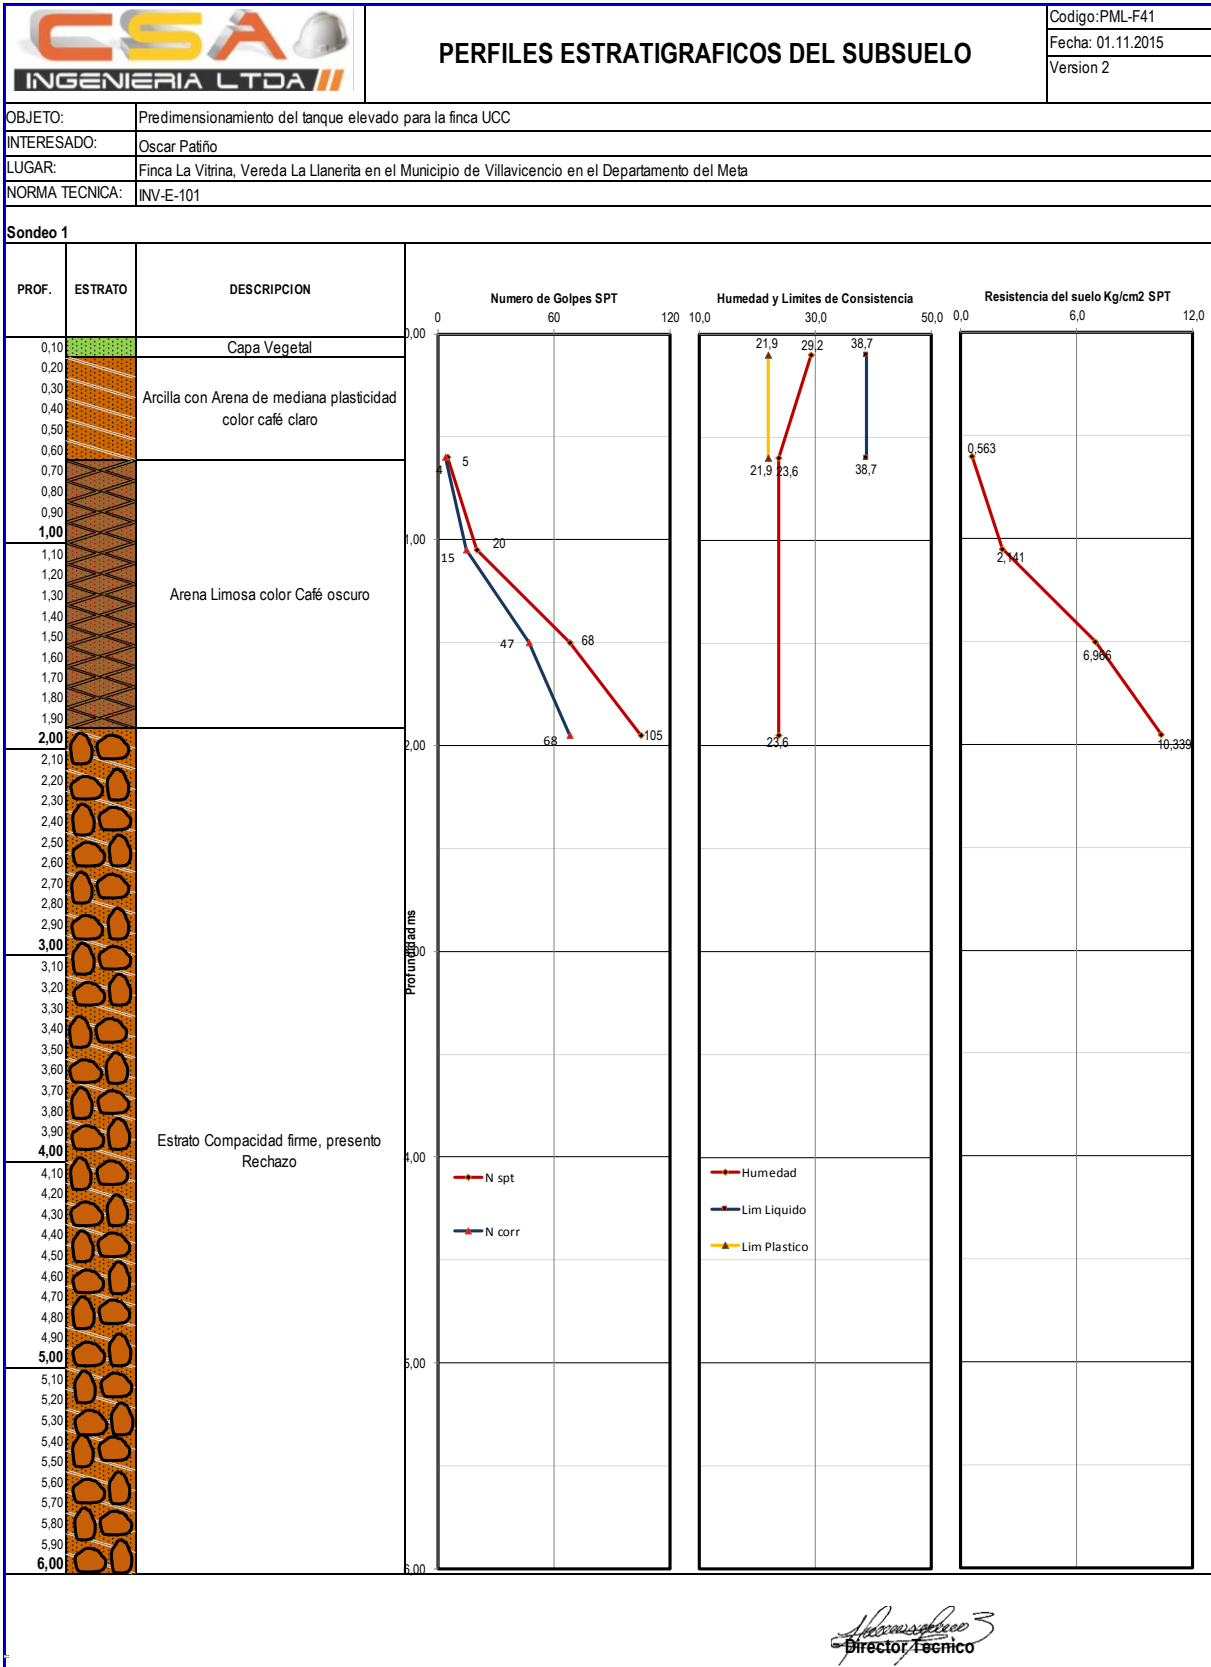 CSA
INGENIERIA LTDA
PERFILES ESTRATIGRAFICOS DEL SUBSUELO
Codigo:PML-F41
Fecha: 01.11.2015
Version 2
OBJETO: Predimensionamiento del tanque elevado para la finca UCC
INTERESADO: Oscar Patiño
LUGAR: Finca La Vitrina, Vereda La Llanerita en el Municipio de Villavicencio en el Departamento del Meta
NORMA TECNICA: INV-E-101
Sondeo 1
PROF. ESTRATO DESCRIPCION
Numero de Golpes SPT
0 60 120
Humedad y Limites de Consistencia
10,0 30,0 50,0
Resistencia del suelo Kg/cm2 SPT
0,0 6,0 12,0
0,10
0,20
0,30
0,40
0,50
0,60
0,70
0,80
0,90
1,00
1,10
1,20
1,30
1,40
1,50
1,60
1,70
1,80
1,90
2,00
2,10
2,20
2,30
2,40
2,50
2,60
2,70
2,80
2,90
3,00
3,10
3,20
3,30
3,40
3,50
3,60
3,70
3,80
3,90
4,00
4,10
4,20
4,30
4,40
4,50
4,60
4,70
4,80
4,90
5,00
5,10
5,20
5,30
5,40
5,50
5,60
5,70
5,80
5,90
6,00
Capa Vegetal
Arcilla con Arena de mediana plasticidad
color café claro
Arena Limosa color Café oscuro
Estrato Compacidad firme, presento
Rechazo
Profundidad ms
0,00
1,00
2,00
3,00
4,00
5,00
6,00
4 5
15 20
47 68
68 105
N spt
N corr
21,9 29,2 38,7
21,9 23,6 38,7
23,6
Humedad
Lim Liquido
Lim Plastico
0,563
2,141
6,966
10,339
Director Tecnico